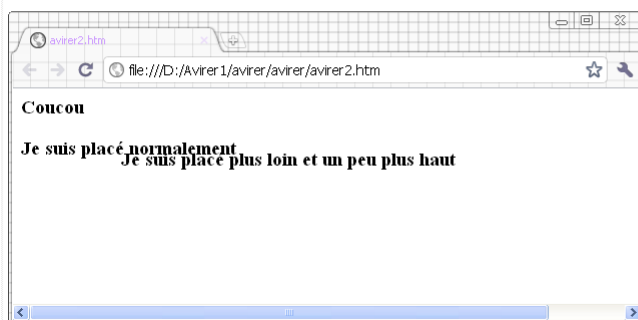 avirer2.htm
file:///D:/Avirer1/avirer/avirer/avirer2.htm
Coucou
Je suis placé normalement
Je suis placé plus loin et un peu plus haut